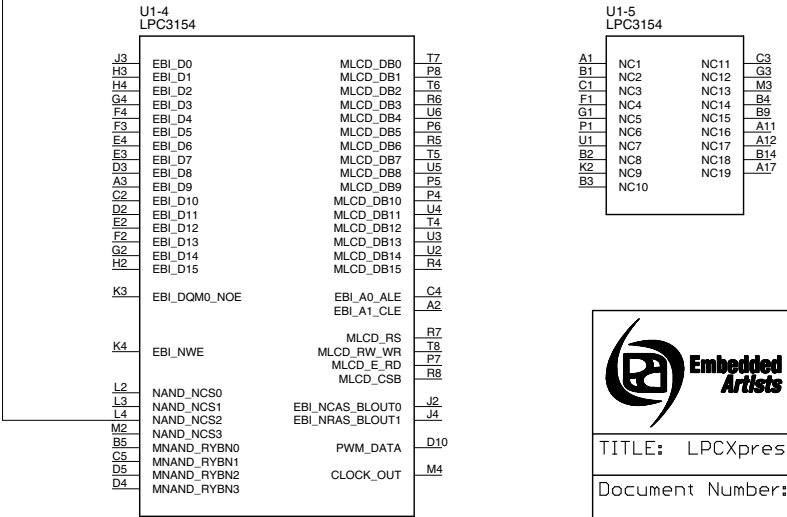 U1-4
LPC3154
J3 EBI_D0 MLCD_DB0 T7
H3 EBI_D1 MLCD_DB1 P8
H4 EBI_D2 MLCD_DB2 T6
G4 EBI_D3 MLCD_DB3 R6
F4 EBI_D4 MLCD_DB4 U6
F3 EBI_D5 MLCD_DB5 P6
E4 EBI_D6 MLCD_DB6 R5
E3 EBI_D7 MLCD_DB7 T5
D3 EBI_D8 MLCD_DB8 U5
A3 EBI_D9 MLCD_DB9 P5
C2 EBI_D10 MLCD_DB10 P4
D2 EBI_D11 MLCD_DB11 U4
E2 EBI_D12 MLCD_DB12 T4
F2 EBI_D13 MLCD_DB13 U3
G2 EBI_D14 MLCD_DB14 U2
H2 EBI_D15 MLCD_DB15 R4
K3 EBI_DQM0_NOE EBI_A0_ALE C4
EBI_A1_CLE A2
MLCD_RS R7
K4 EBI_NWE MLCD_RW_WR T8
MLCD_E_RD P7
MLCD_CSB R8
L2 NAND_NCS0
L3 NAND_NCS1 EBI_NCAS_BLOUT0 J2
L4 NAND_NCS2 EBI_NRAS_BLOUT1 J4
M2 NAND_NCS3
B5 MNAND_RYBN0 PWM_DATA D10
C5 MNAND_RYBN1
D5 MNAND_RYBN2 CLOCK_OUT M4
D4 MNAND_RYBN3
U1-5
LPC3154
A1 NC1 NC11 C3
B1 NC2 NC12 G3
C1 NC3 NC13 M3
F1 NC4 NC14 B4
G1 NC5 NC15 B9
P1 NC6 NC16 A11
U1 NC7 NC17 A12
B2 NC8 NC18 B14
K2 NC9 NC19 A17
B3 NC10
Embedded
Artists
TITLE: LPCXpres
Document Number: